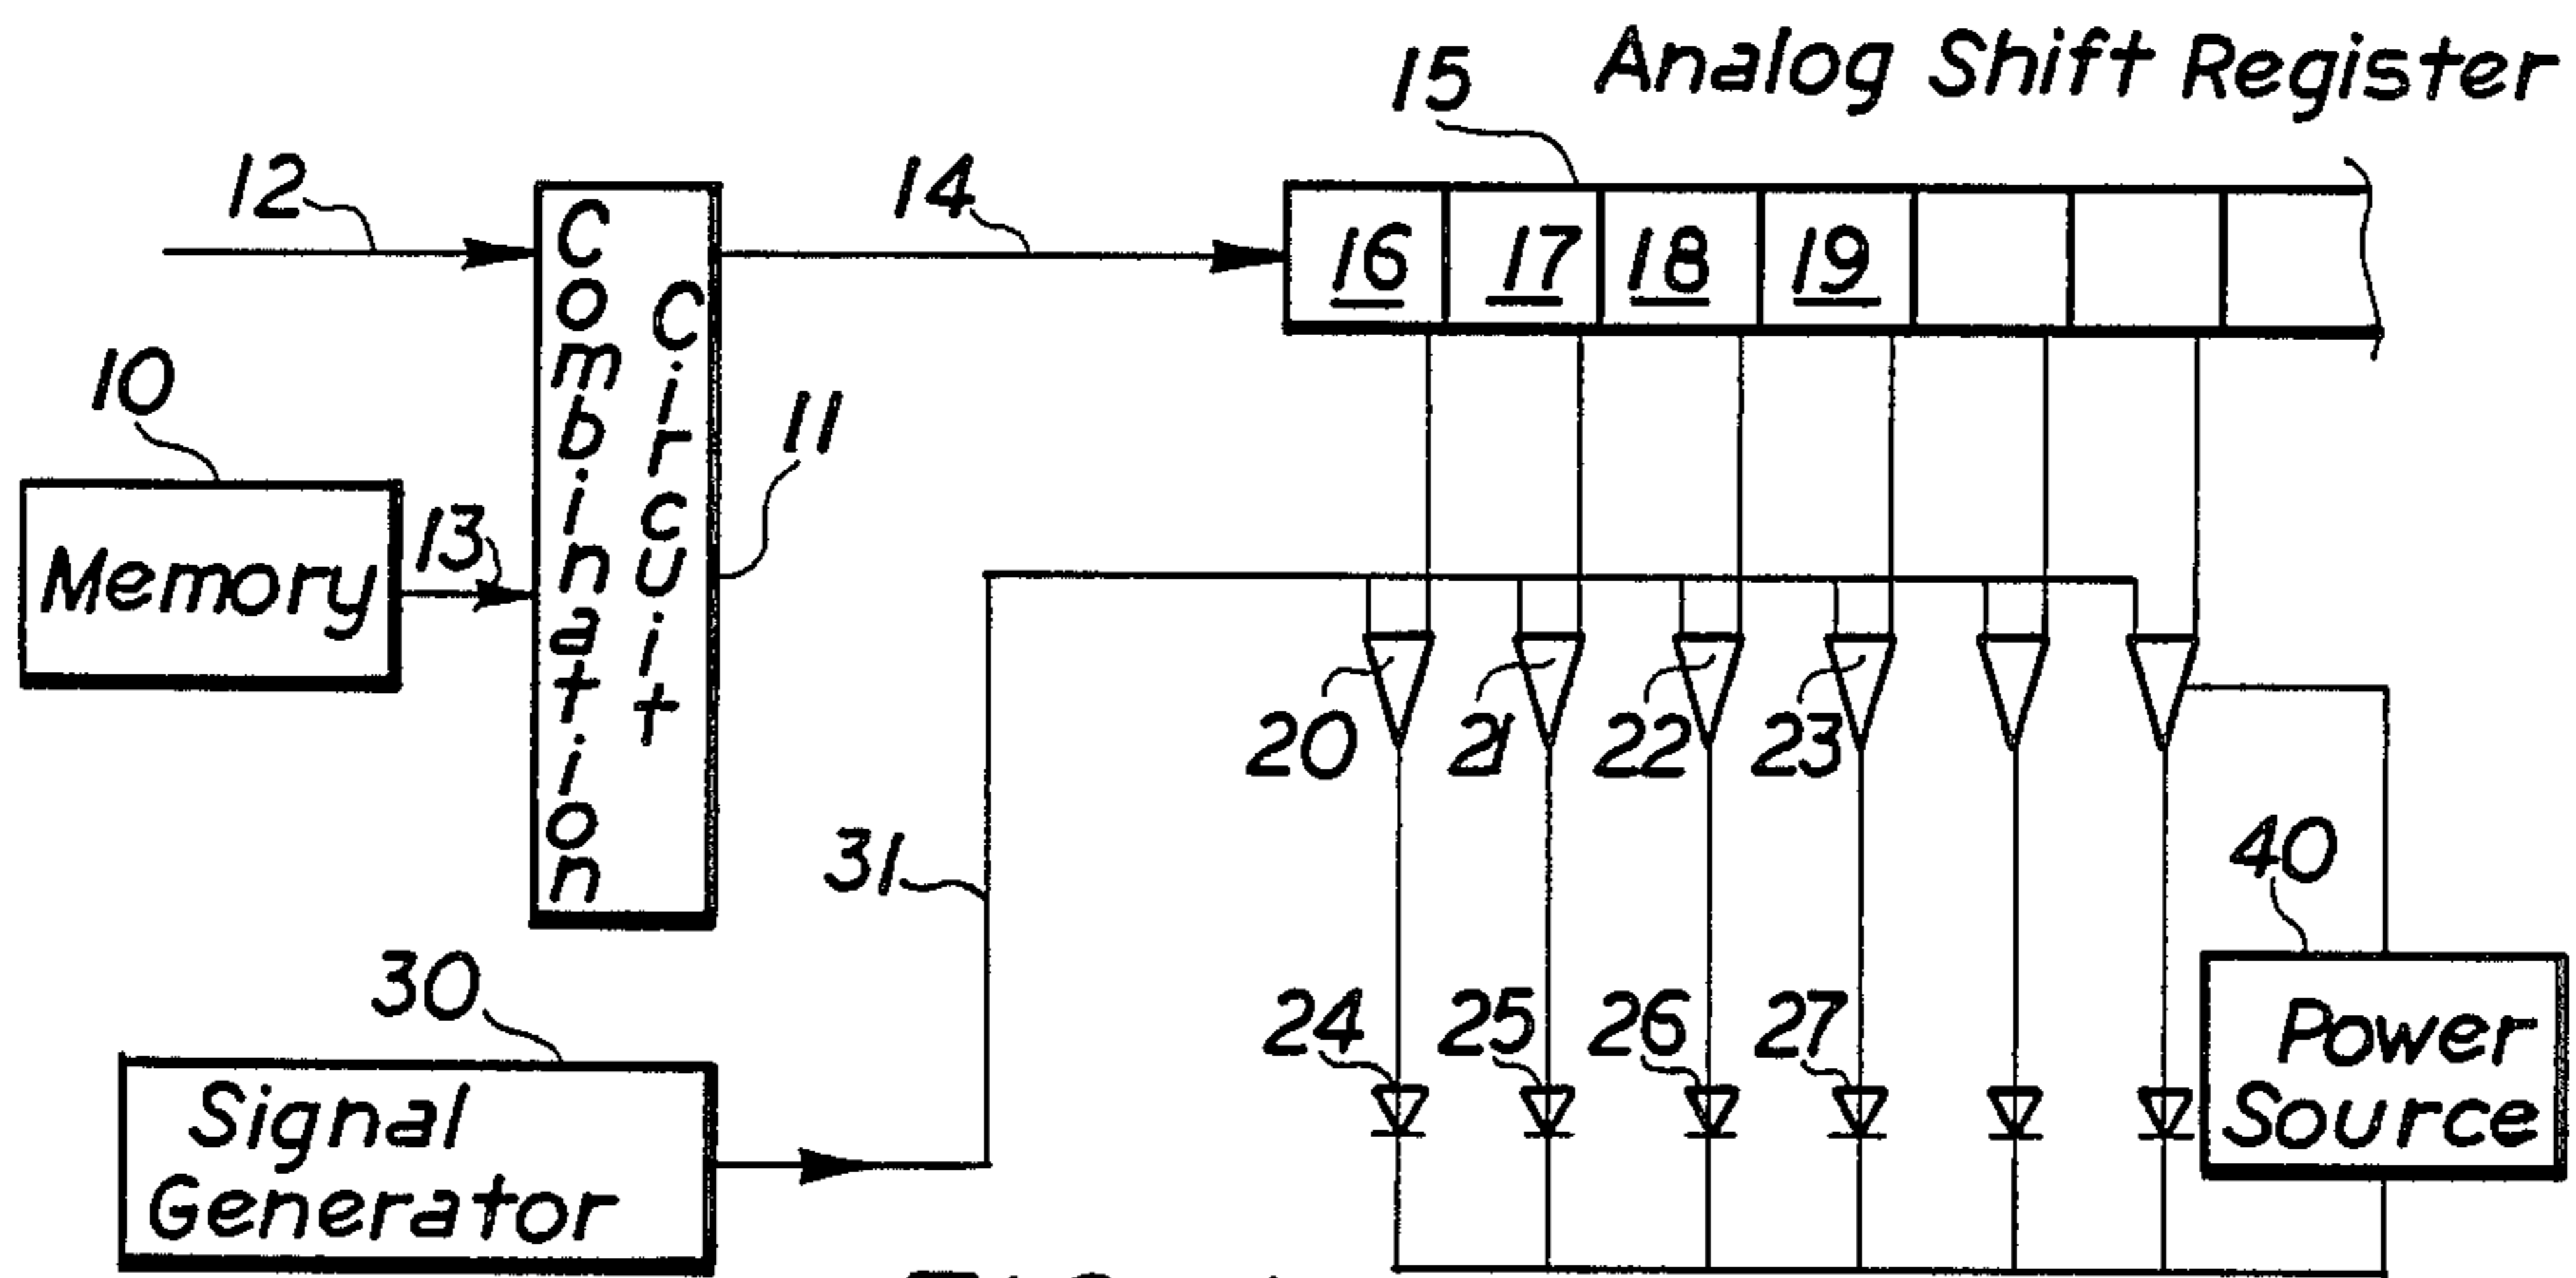 Analog Shift Register
15
12
14
16 17 18 19
Combination
Circuit
10
11
Memory
13
20 21 22 23
31
40
30
24 25 26 27
Signal
Generator
Power
Source